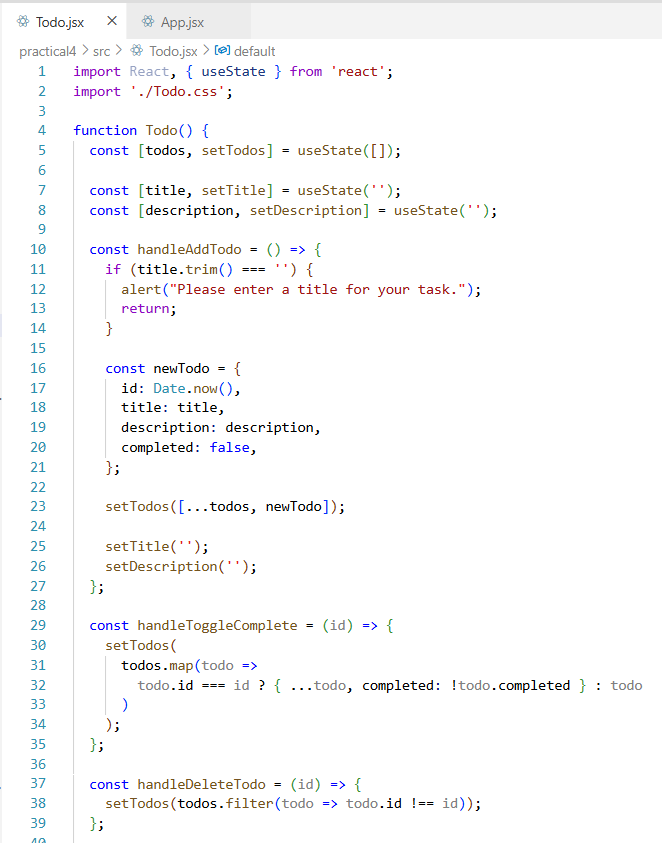 Todo.jsx × App.jsx
practical4 > src > Todo.jsx > default
1 import React, { useState } from 'react';
2 import './Todo.css';
3
4 function Todo() {
5   const [todos, setTodos] = useState([]);
6
7   const [title, setTitle] = useState('');
8   const [description, setDescription] = useState('');
9
10   const handleAddTodo = () => {
11     if (title.trim() === '') {
12       alert("Please enter a title for your task.");
13       return;
14     }
15
16     const newTodo = {
17       id: Date.now(),
18       title: title,
19       description: description,
20       completed: false,
21     };
22
23     setTodos([...todos, newTodo]);
24
25     setTitle('');
26     setDescription('');
27   };
28
29   const handleToggleComplete = (id) => {
30     setTodos(
31       todos.map(todo =>
32         todo.id === id ? { ...todo, completed: !todo.completed } : todo
33       )
34     );
35   };
36
37   const handleDeleteTodo = (id) => {
38     setTodos(todos.filter(todo => todo.id !== id));
39   };
40